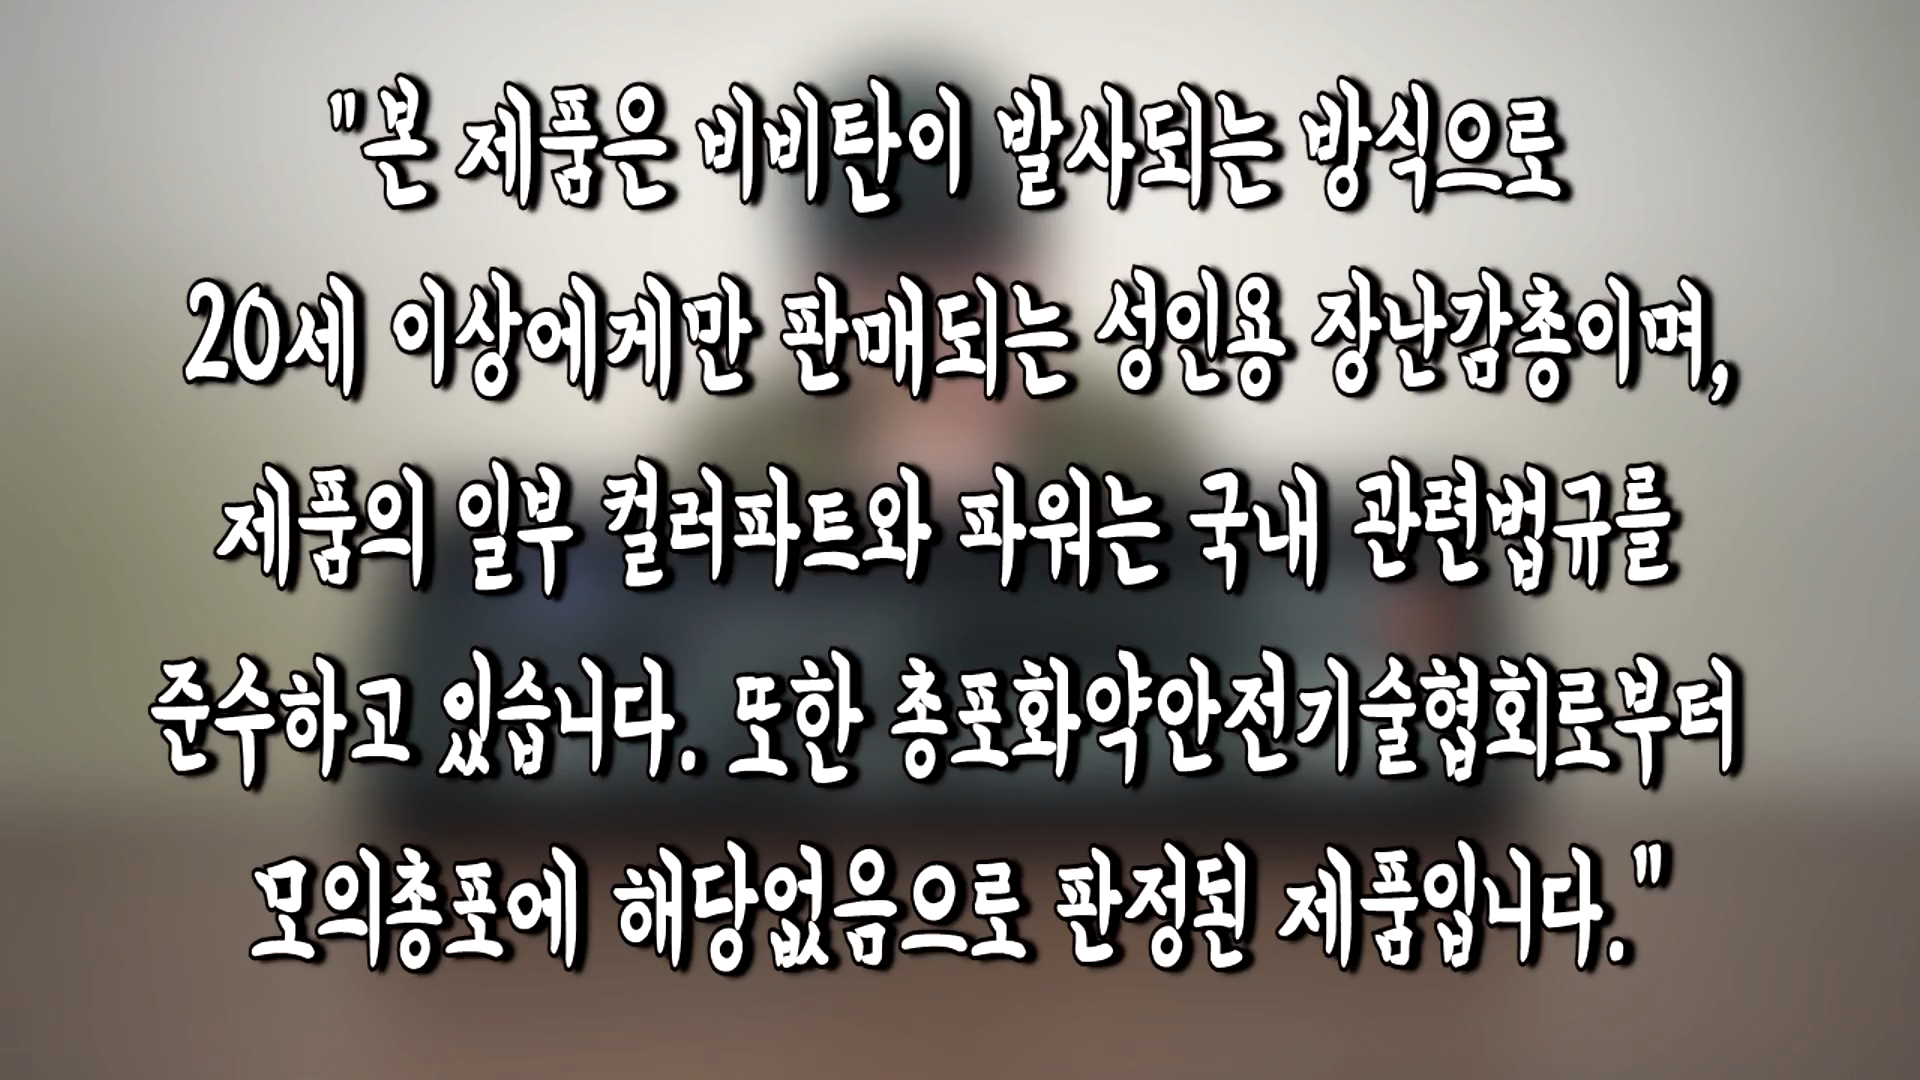 "본 제품은 비비탄이 발사되는 방식으로
20세 이상에게만 판매되는 성인용 장난감총이며,
제품의 일부 컬러파트와 파워는 국내 관련법규를
준수하고 있습니다. 또한 총포화약안전기술협회로부터
모의총포에 해당없음으로 판정된 제품입니다."